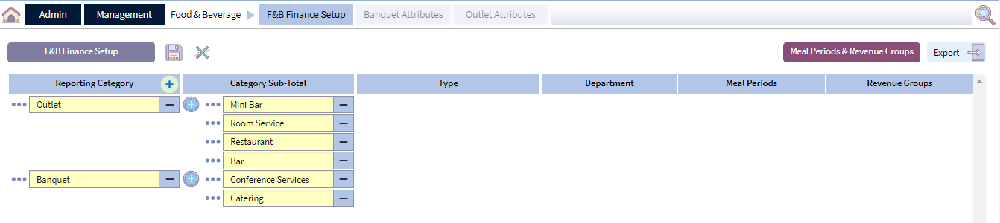 Admin Management Food & Beverage F&B Finance Setup Banquet Attributes Outlet Attributes
F&B Finance Setup Meal Periods & Revenue Groups Export
Reporting Category Category Sub-Total Type Department Meal Periods Revenue Groups
Outlet Mini Bar
Room Service
Restaurant
Bar
Banquet Conference Services
Catering